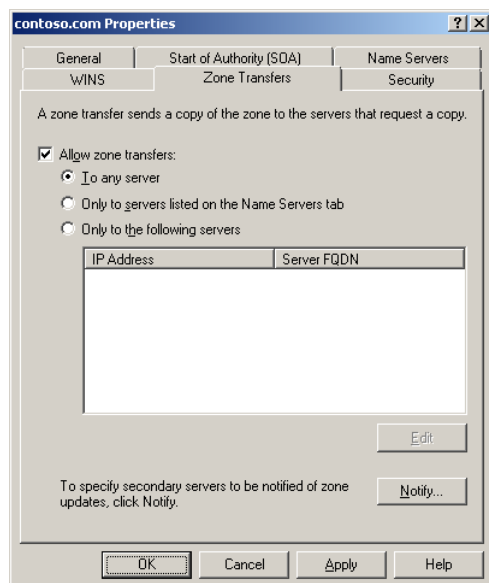 contoso.com Properties
General
Start of Authority (SOA)
Name Servers
WINS
Zone Transfers
Security
A zone transfer sends a copy of the zone to the servers that request a copy.
Allow zone transfers:
To any server
Only to servers listed on the Name Servers tab
Only to the following servers
IP Address
Server FQDN
Edit
To specify secondary servers to be notified of zone
updates, click Notify.
Notify...
OK
Cancel
Apply
Help